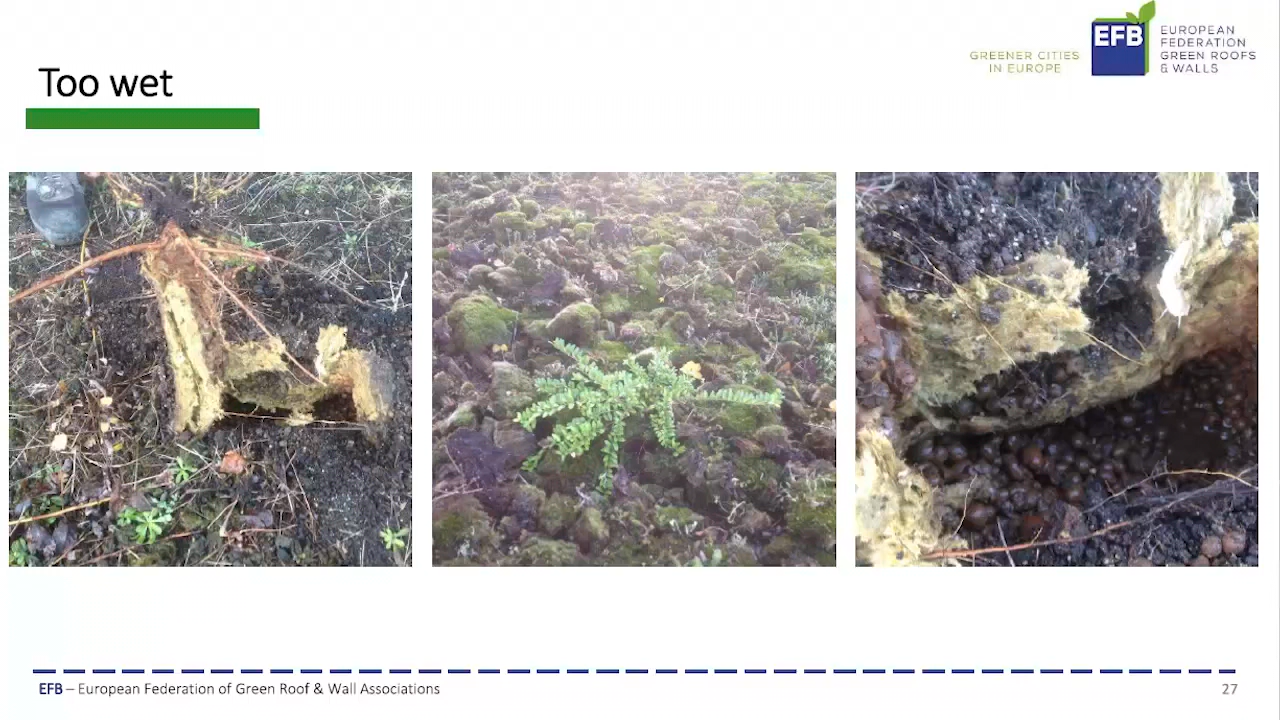 Too wet
GREENER CITIES
IN EUROPE
EFB
EUROPEAN
FEDERATION
GREEN ROOFS
& WALLS
EFB – European Federation of Green Roof & Wall Associations
27